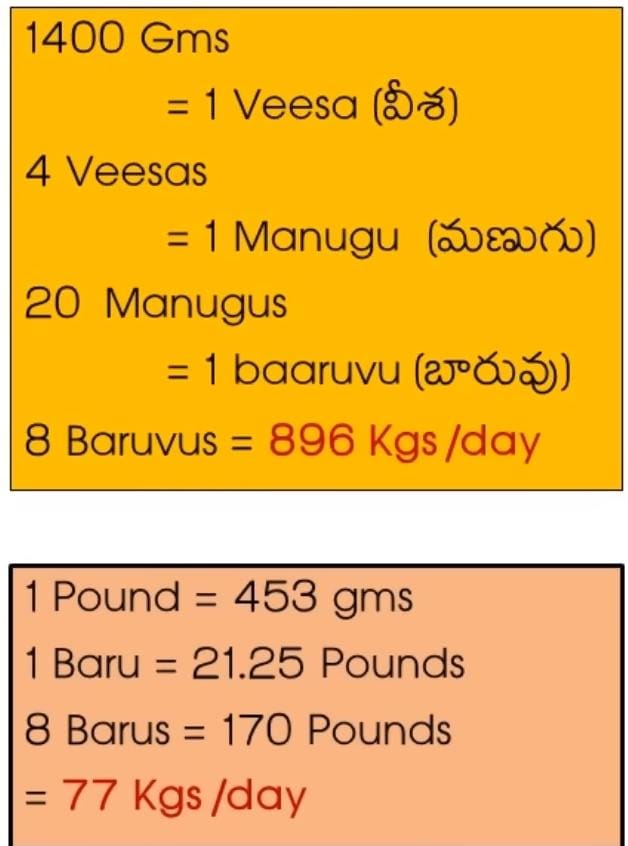 1400 Gms
= 1 Veesa (వీశ)
4 Veesas
= 1 Manugu (మణుగు)
20 Manugus
= 1 baaruvu (బారువు)
8 Baruvus = 896 Kgs/day
1 Pound = 453 gms
1 Baru = 21.25 Pounds
8 Barus = 170 Pounds
= 77 Kgs/day